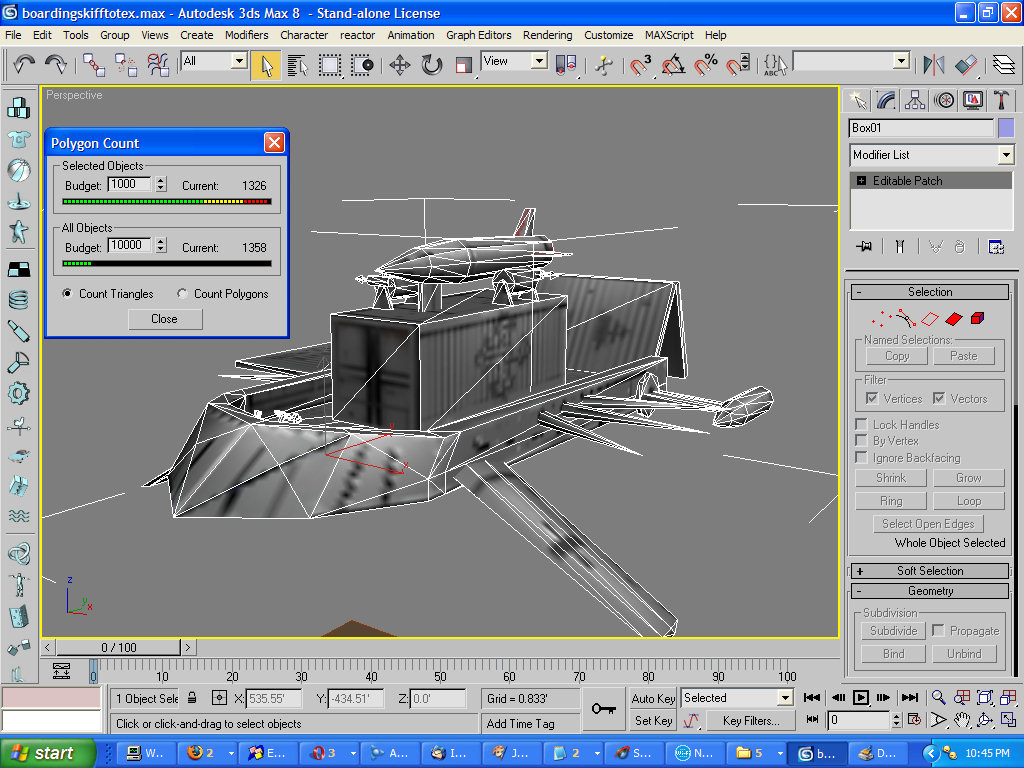 boardingskifftotex.max - Autodesk 3ds Max 8 - Stand-alone License
File Edit Tools Group Views Create Modifiers Character reactor Animation Graph Editors Rendering Customize MAXScript Help
All View
Perspective
Box01
Modifier List
Editable Patch
Polygon Count
Selected Objects
Budget: 1000 Current: 1326
All Objects
Budget: 10000 Current: 1358
Count Triangles Count Polygons
Close
Selection
Named Selections:
Copy Paste
Filter
Vertices Vectors
Lock Handles
By Vertex
Ignore Backfacing
Shrink Grow
Ring Loop
Select Open Edges
Whole Object Selected
Soft Selection
Geometry
Subdivision
Subdivide Propagate
Bind Unbind
z
y
x
0 / 100
0 10 20 30 40 50 60 70 80 90 100
1 Object Sele X: 535.55' Y: -434.51' Z: 0.0' Grid = 0.833' Auto Key Selected
Click or click-and-drag to select objects Add Time Tag Set Key Key Filters... 0
start W... 2 E... 3 A... I... J... 2 S... N... 5 b... D... 10:45 PM